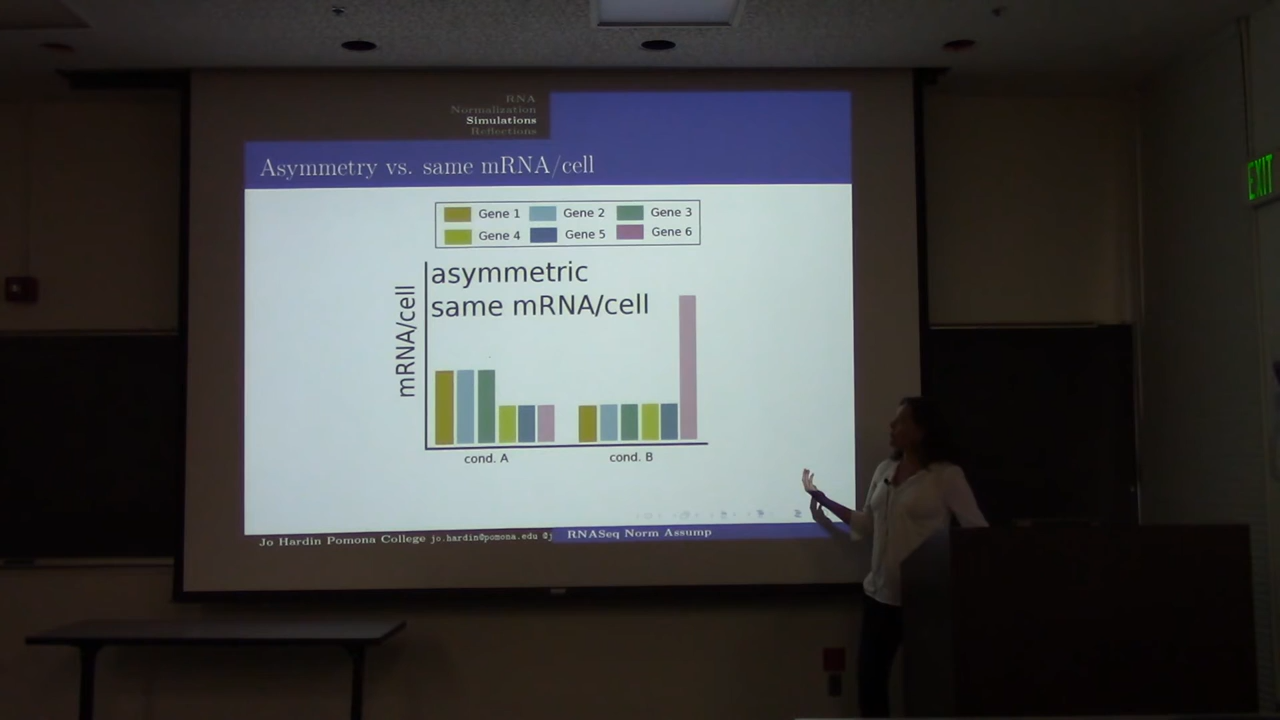 RNA
Normalization
Simulations
Reflections
Asymmetry vs. same mRNA/cell
Gene 1 Gene 2 Gene 3
Gene 4 Gene 5 Gene 6
asymmetric
same mRNA/cell
mRNA/cell
cond. A cond. B
Jo Hardin Pomona College jo.hardin@pomona.edu @j RNASeq Norm Assump
EXIT